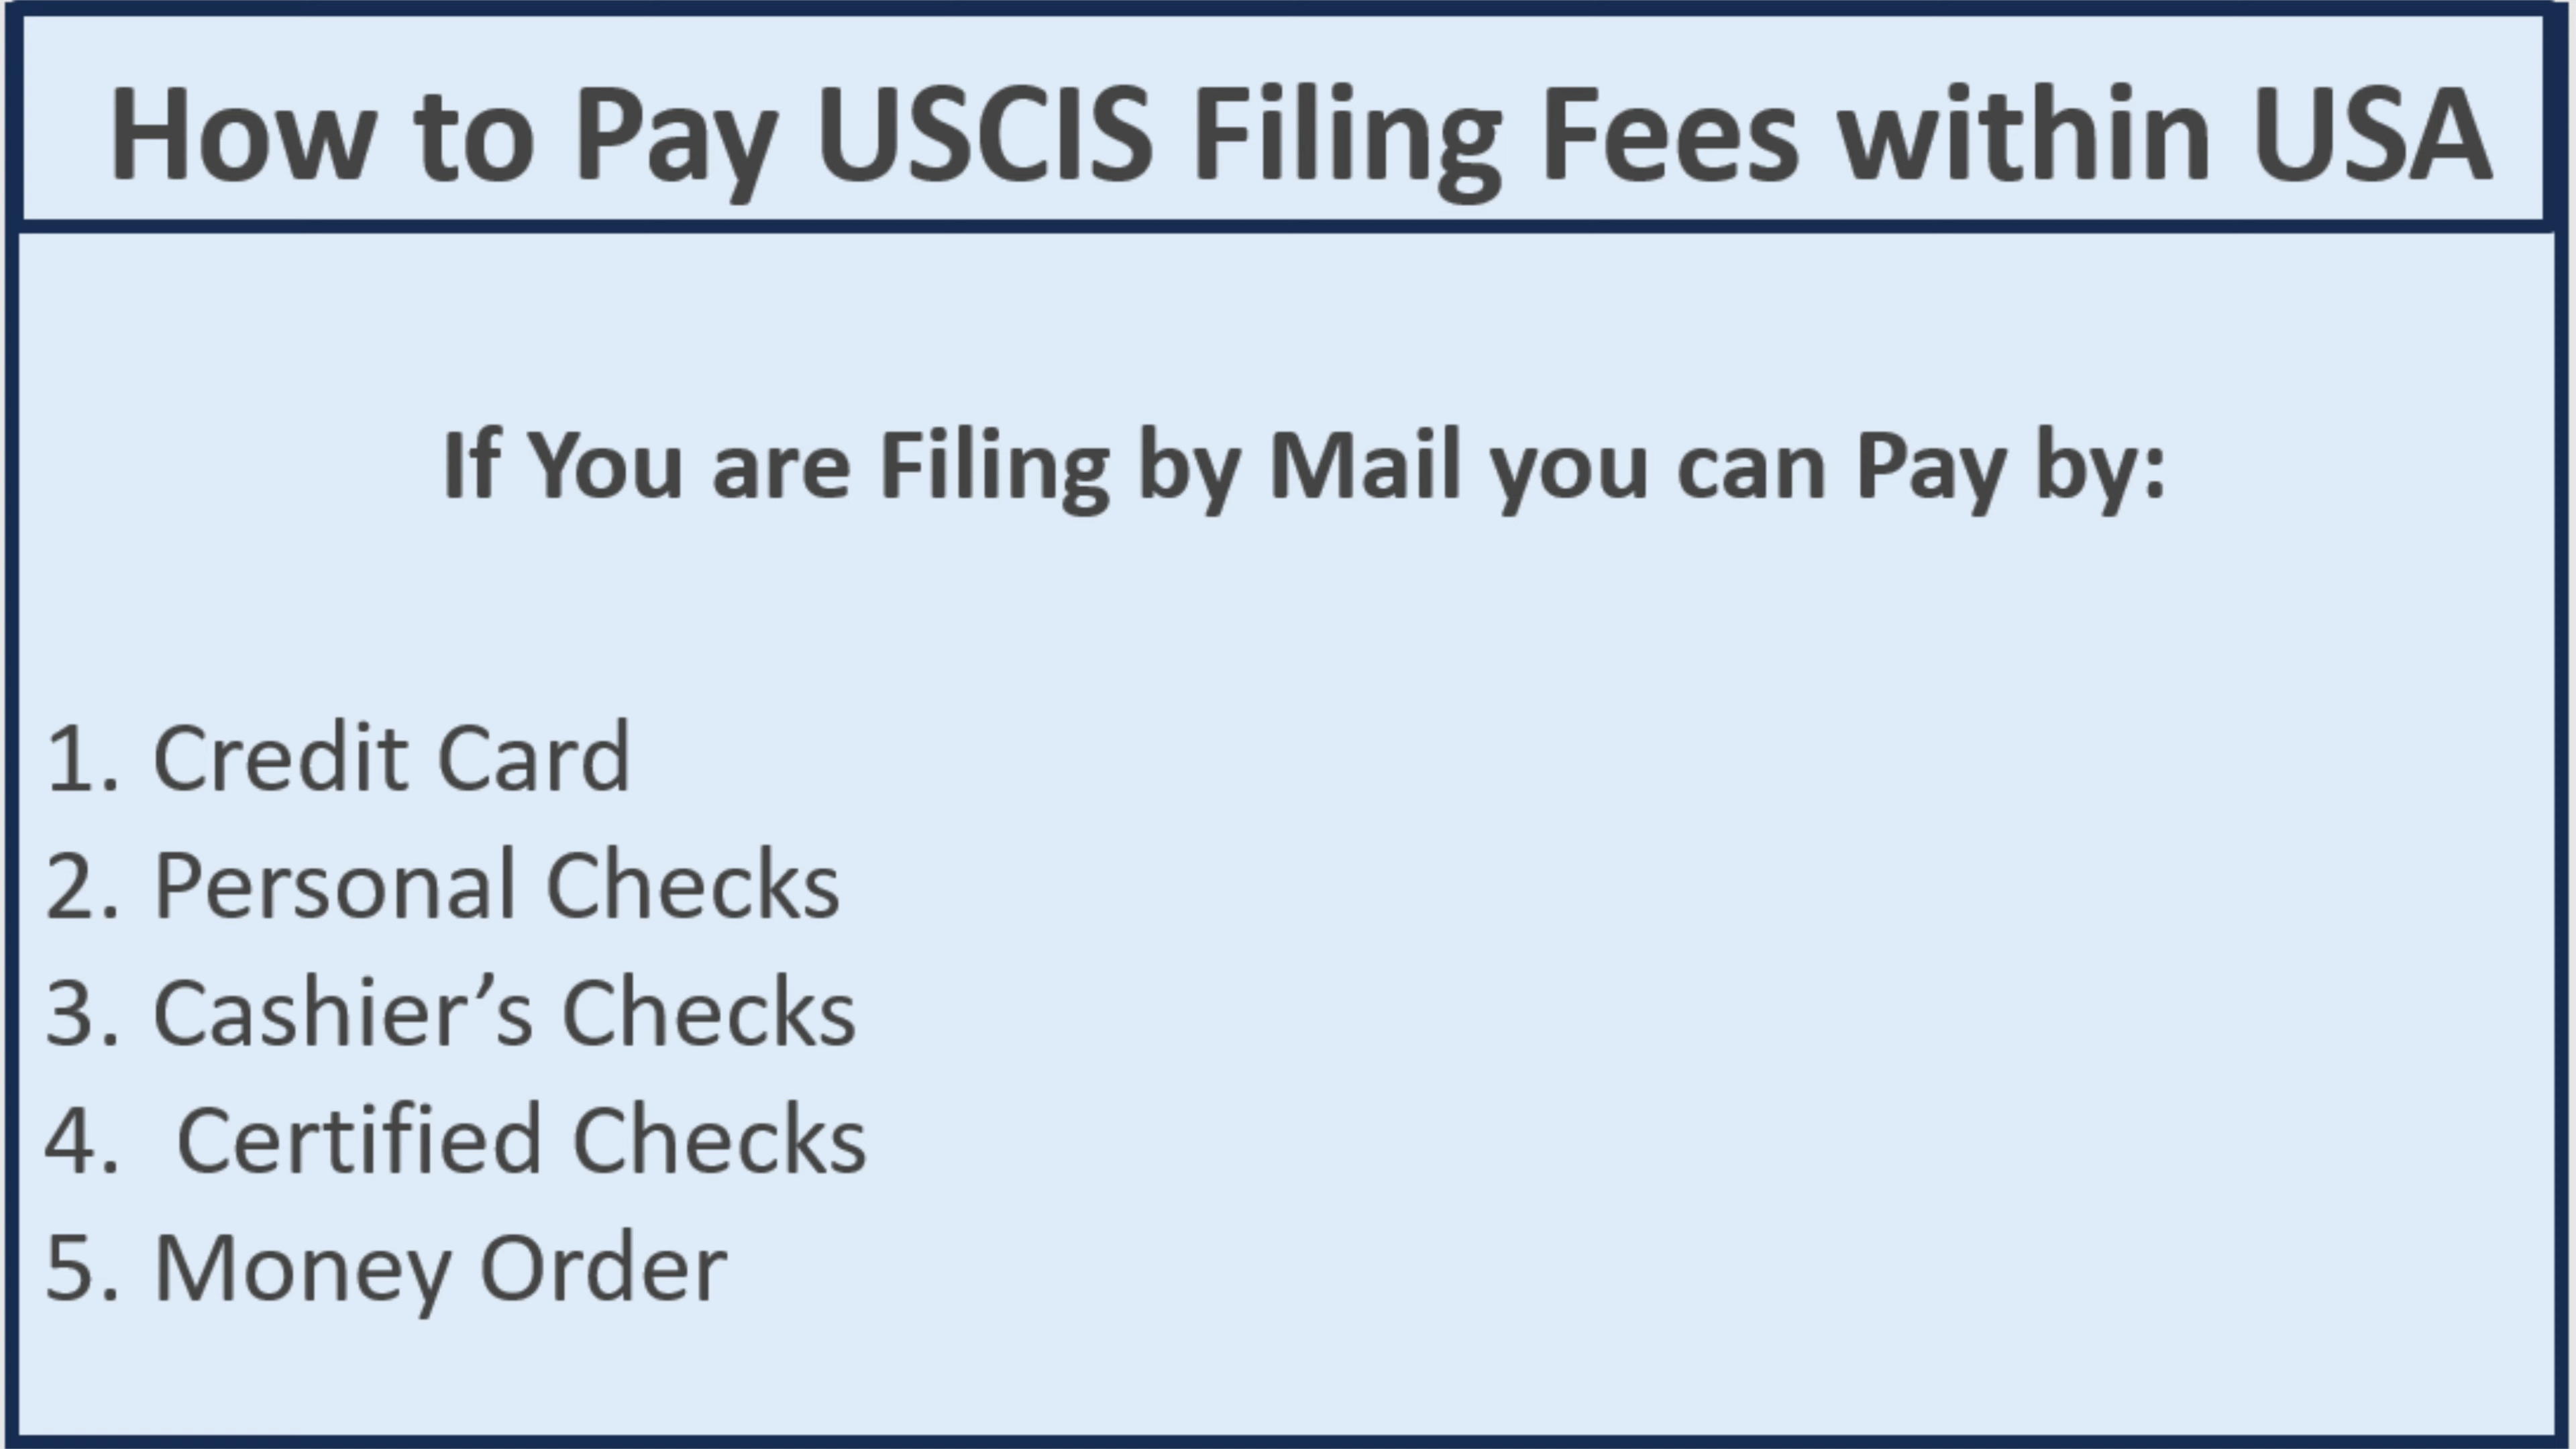 How to Pay USCIS Filing Fees within USA
If You are Filing by Mail you can Pay by:
1. Credit Card
2. Personal Checks
3. Cashier’s Checks
4. Certified Checks
5. Money Order